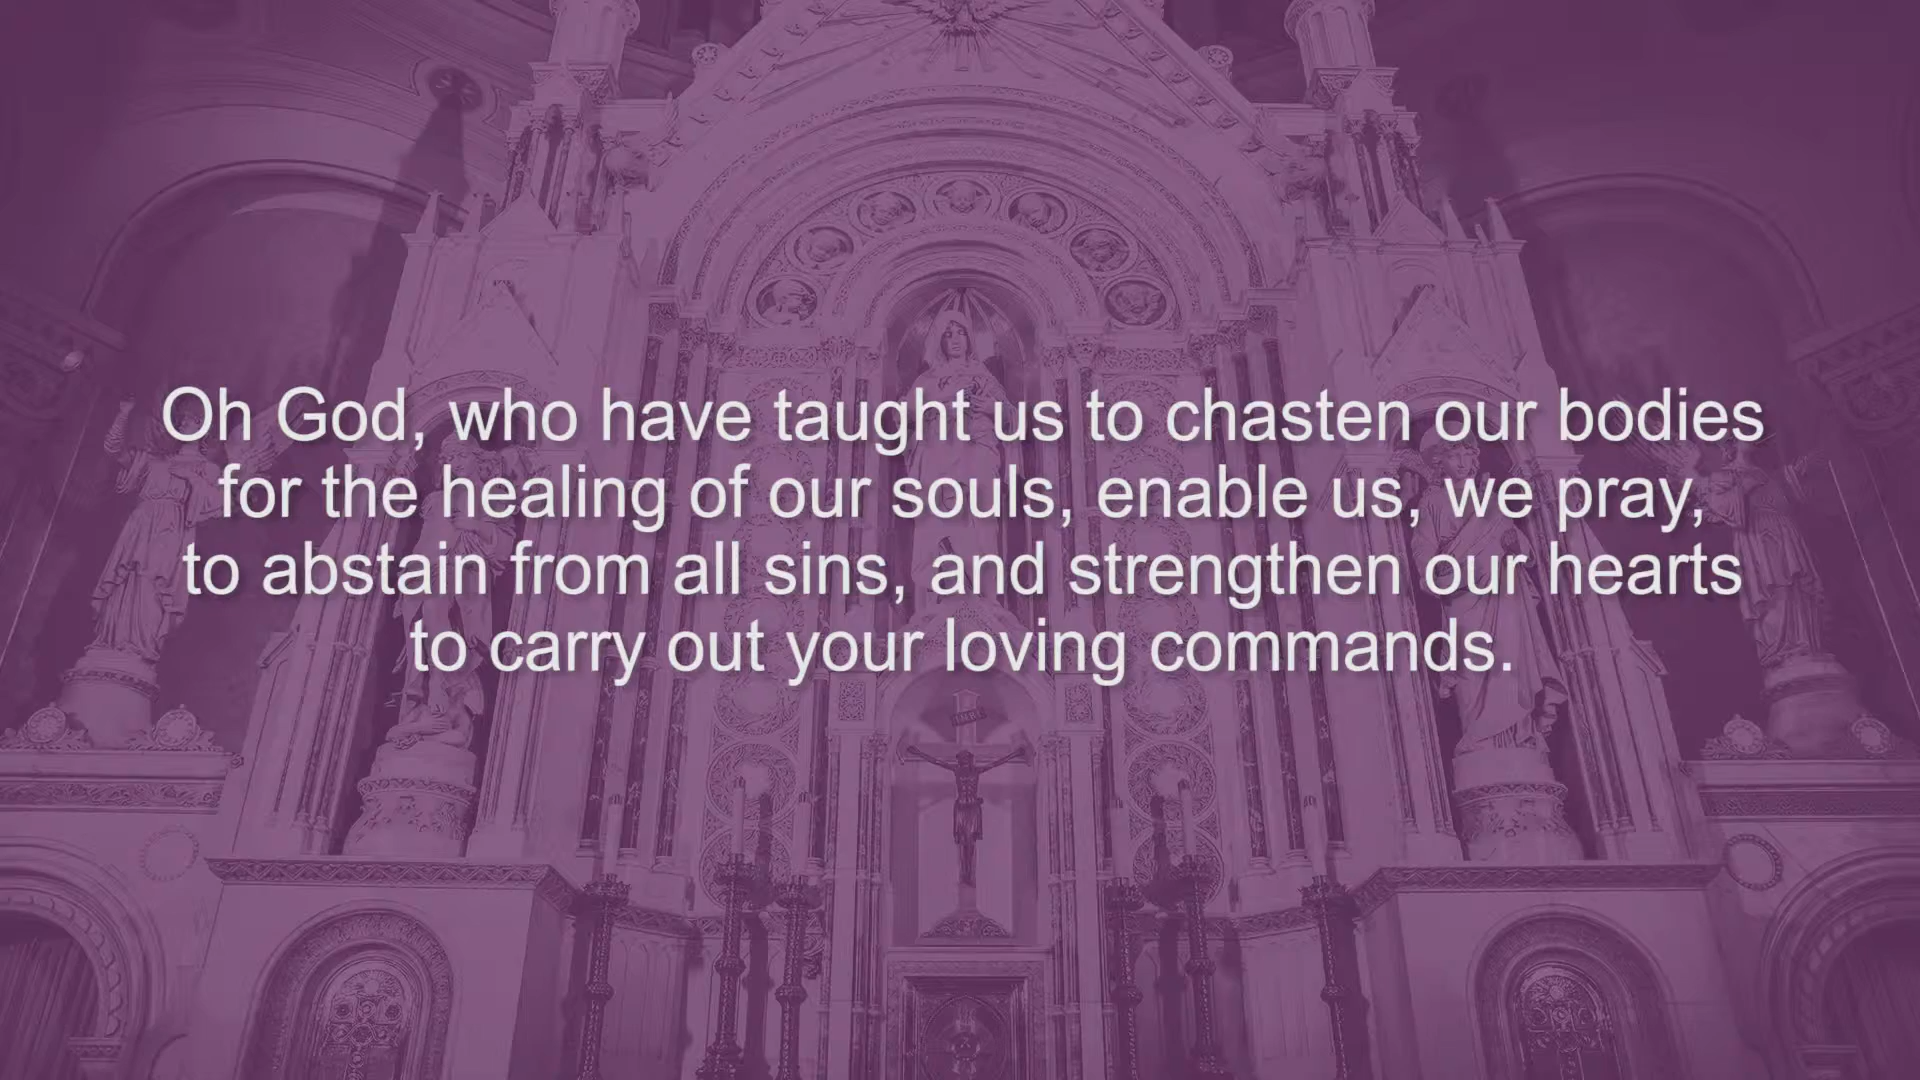 Oh God, who have taught us to chasten our bodies
for the healing of our souls, enable us, we pray,
to abstain from all sins, and strengthen our hearts
to carry out your loving commands.